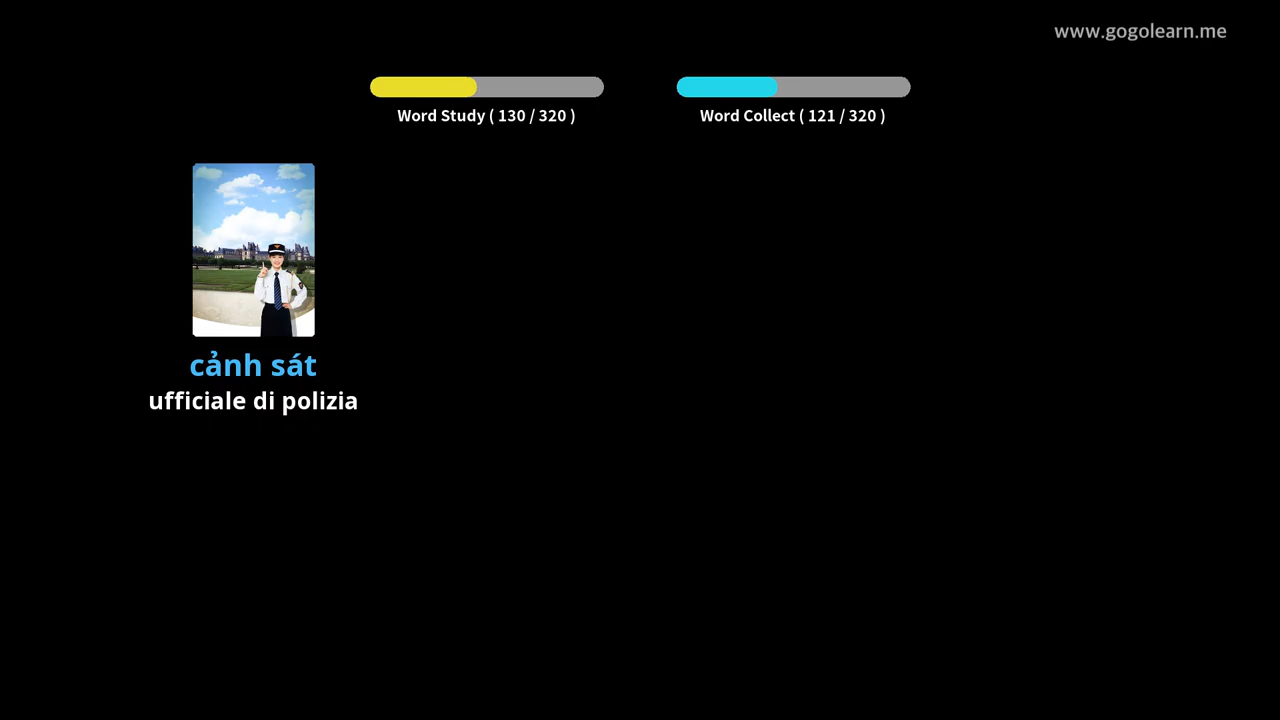 www.gogolearn.me
Word Study ( 130 / 320 )
Word Collect ( 121 / 320 )
cảnh sát
ufficiale di polizia